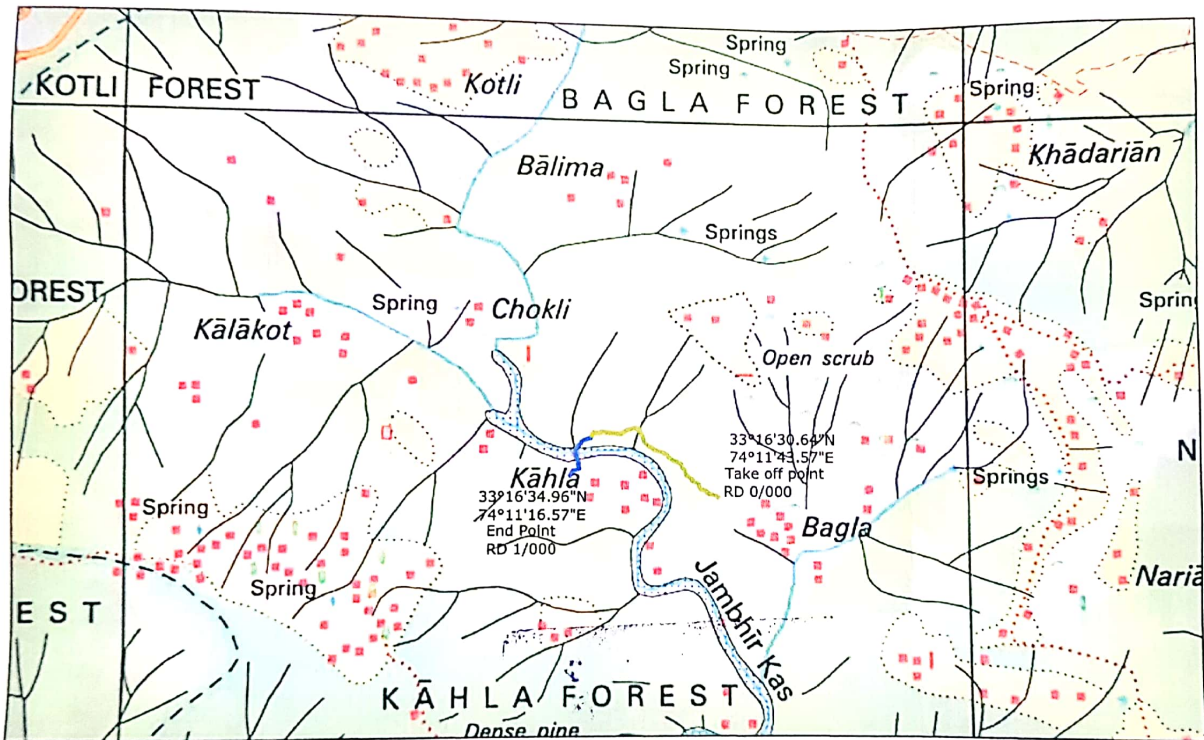 Spring
Spring
KOTLI FOREST
Kotli
BAGLA FOREST
Spring
Bālima
Khādariān
Springs
OREST
Spring
Chokli
Kālākot
Sprin
Open scrub
33°16'30.64"N
74°11'43.57"E
Take off point
RD 0/000
N
Kāhla
33°16'34.96"N
74°11'16.57"E
End Point
RD 1/000
Springs
Spring
Bagla
Spring
Jambhīr Kas
Nariā
EST
KĀHLA FOREST
Dense pine